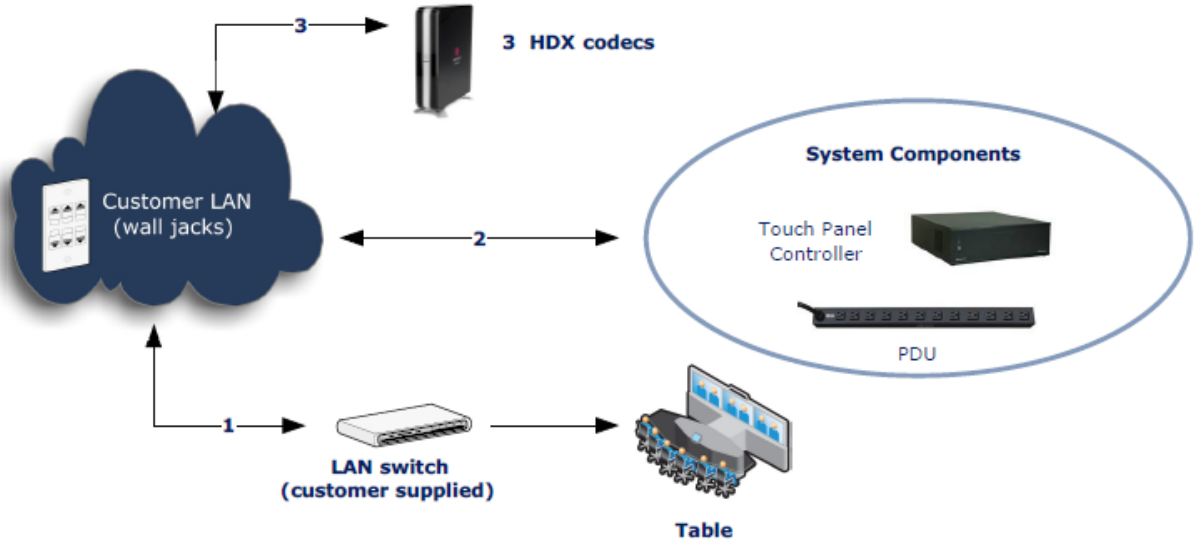 3
3 HDX codecs
System Components
Customer LAN
(wall jacks)
Touch Panel
Controller
2
PDU
1
LAN switch
(customer supplied)
Table